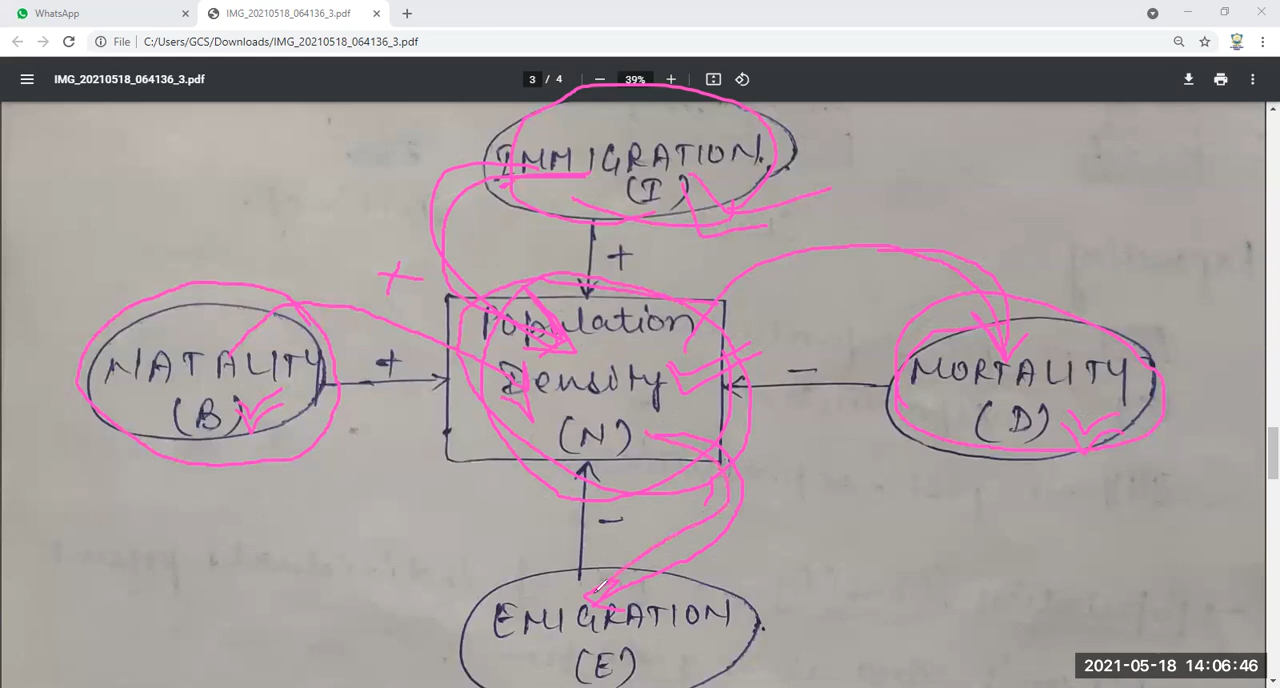 WhatsApp
IMG_20210518_064136_3.pdf
File
C:/Users/GCS/Downloads/IMG_20210518_064136_3.pdf
IMG_20210518_064136_3.pdf
3 / 4
39%
IMMIGRATION
(I)
+
+
NATALITY
(B)
+
Population
Density
(N)
-
MORTALITY
(D)
-
EMIGRATION
(E)
2021-05-18 14:06:46